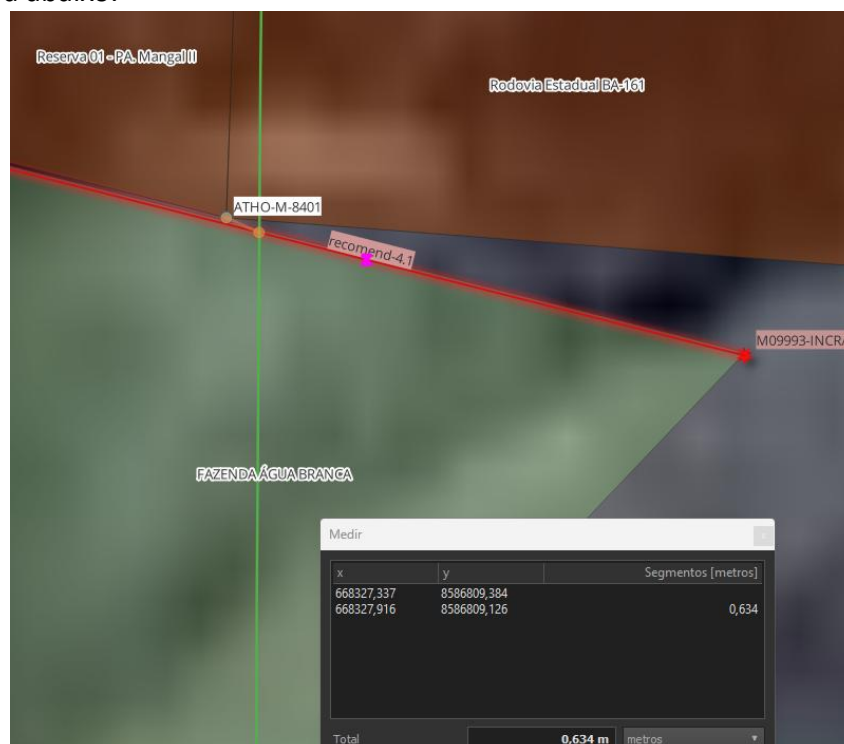 Reserva 01 - PA. Mangal II
Rodovia Estadual BA-161
ATHO-M-8401
recomend-4.1
M09993-INCRA
FAZENDA ÁGUA BRANCA
Medir
x y Segmentos [metros]
668327,337 8586809,384
668327,916 8586809,126 0,634
Total 0,634 m metros